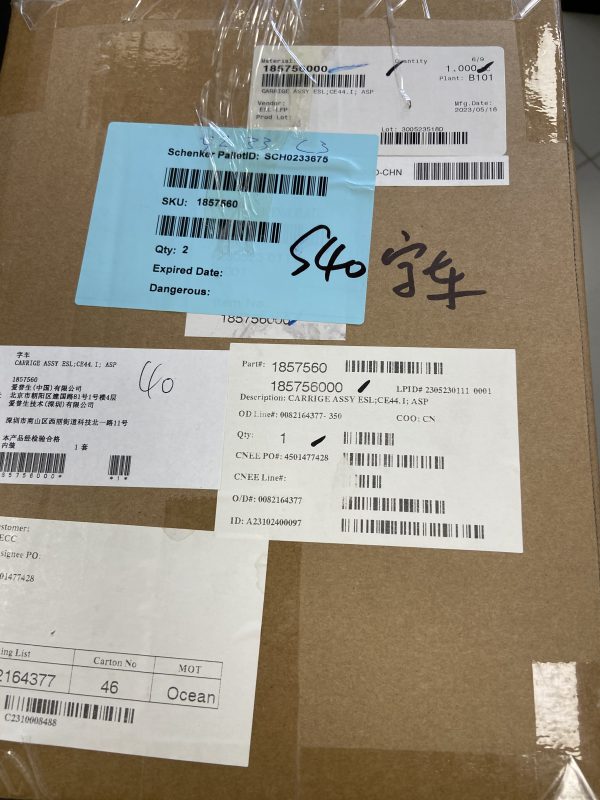 Material
185756000
Quantity
1.000
6/9
Plant: B101
CARRIGE ASSY ESL;CE44.I; ASP
Vendor:
Prod Lot:
Mfg.Date:
2023/05/16
Lot: 300523518D
-CHN
C3
Schenker PalletID: SCH0233675
SKU: 1857560
Qty: 2
Expired Date:
Dangerous:
S40 字车
185756000
字车
CARRIGE ASSY ESL;CE44.I; ASP
1857560
爱普生(中国)有限公司
北京市朝阳区建国路81号1号楼4层
爱普生技术(深圳)有限公司
深圳市南山区西丽街道科技北一路11号
本产品经检验合格
内装 1 套
*1*
40
Part#: 1857560
185756000
LPID# 2305230111 0001
Description: CARRIGE ASSY ESL;CE44.I; ASP
OD Line#: 0082164377- 350
COO: CN
Qty: 1
CNEE PO#: 4501477428
CNEE Line#:
O/D#: 0082164377
ID: A23102400097
ustomer:
ECC
nsignee PO:
01477428
ing List
Carton No
MOT
2164377
46
Ocean
C2310008488